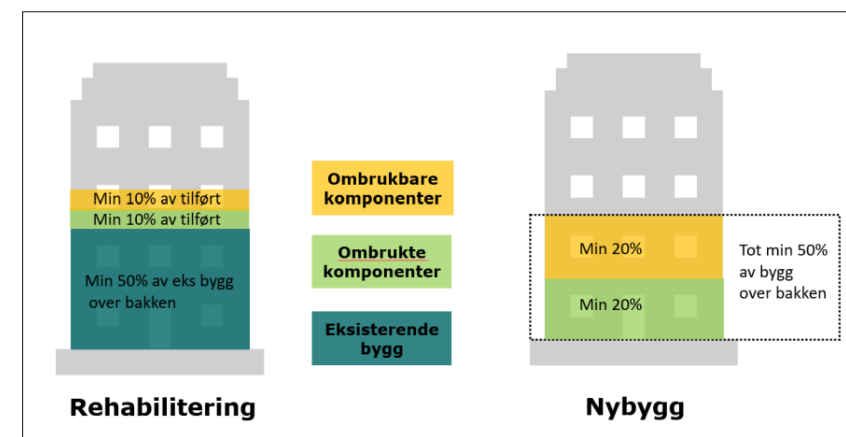 Min 10% av tilført
Min 10% av tilført
Min 50% av eks bygg
over bakken
Rehabilitering
Ombrukbare
komponenter
Ombrukte
komponenter
Eksisterende
bygg
Min 20%
Min 20%
Tot min 50%
av bygg
over bakken
Nybygg